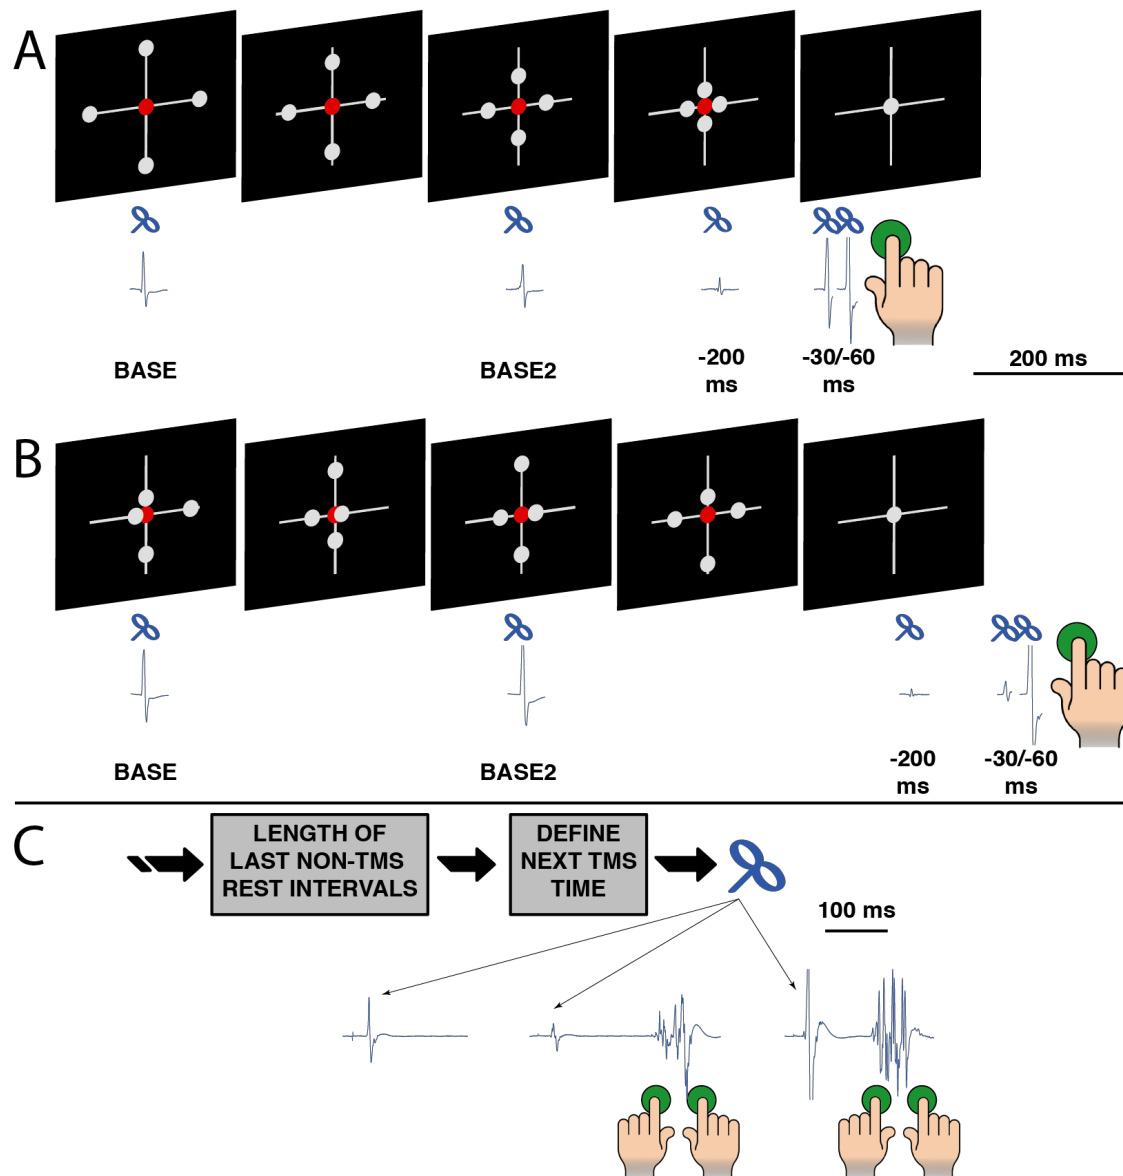 A
BASE
BASE2
-200
ms
-30/-60
ms
200 ms
B
BASE
BASE2
-200
ms
-30/-60
ms
C
LENGTH OF
LAST NON-TMS
REST INTERVALS
DEFINE
NEXT TMS
TIME
100 ms